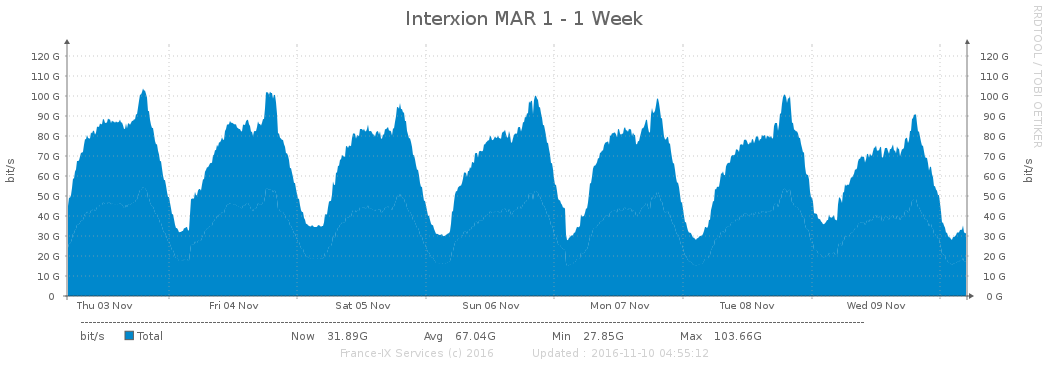 Interxion MAR 1 - 1 Week
RRDTOOL / TOBI OETIKER
bit/s
120 G 120 G
110 G 110 G
100 G 100 G
90 G 90 G
80 G 80 G
70 G 70 G
60 G 60 G
50 G 50 G
40 G 40 G
30 G 30 G
20 G 20 G
10 G 10 G
0 0 G
bit/s
Thu 03 Nov Fri 04 Nov Sat 05 Nov Sun 06 Nov Mon 07 Nov Tue 08 Nov Wed 09 Nov
bit/s Total Now 31.89G Avg 67.04G Min 27.85G Max 103.66G
France-IX Services (c) 2016 Updated : 2016-11-10 04:55:12